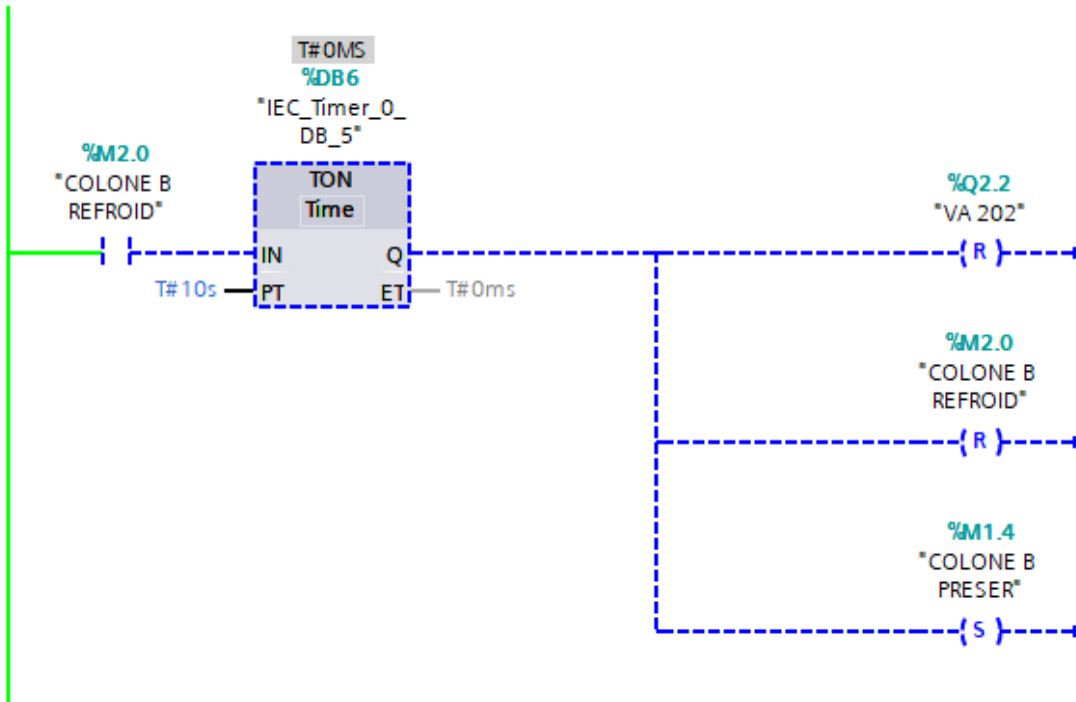 T#0MS
%DB6
"IEC_Timer_0_
DB_5"
%M2.0
"COLONE B
REFROID"
TON
Time
IN Q
T#10s PT ET T#0ms
%Q2.2
"VA 202"
R
%M2.0
"COLONE B
REFROID"
R
%M1.4
"COLONE B
PRESER"
S